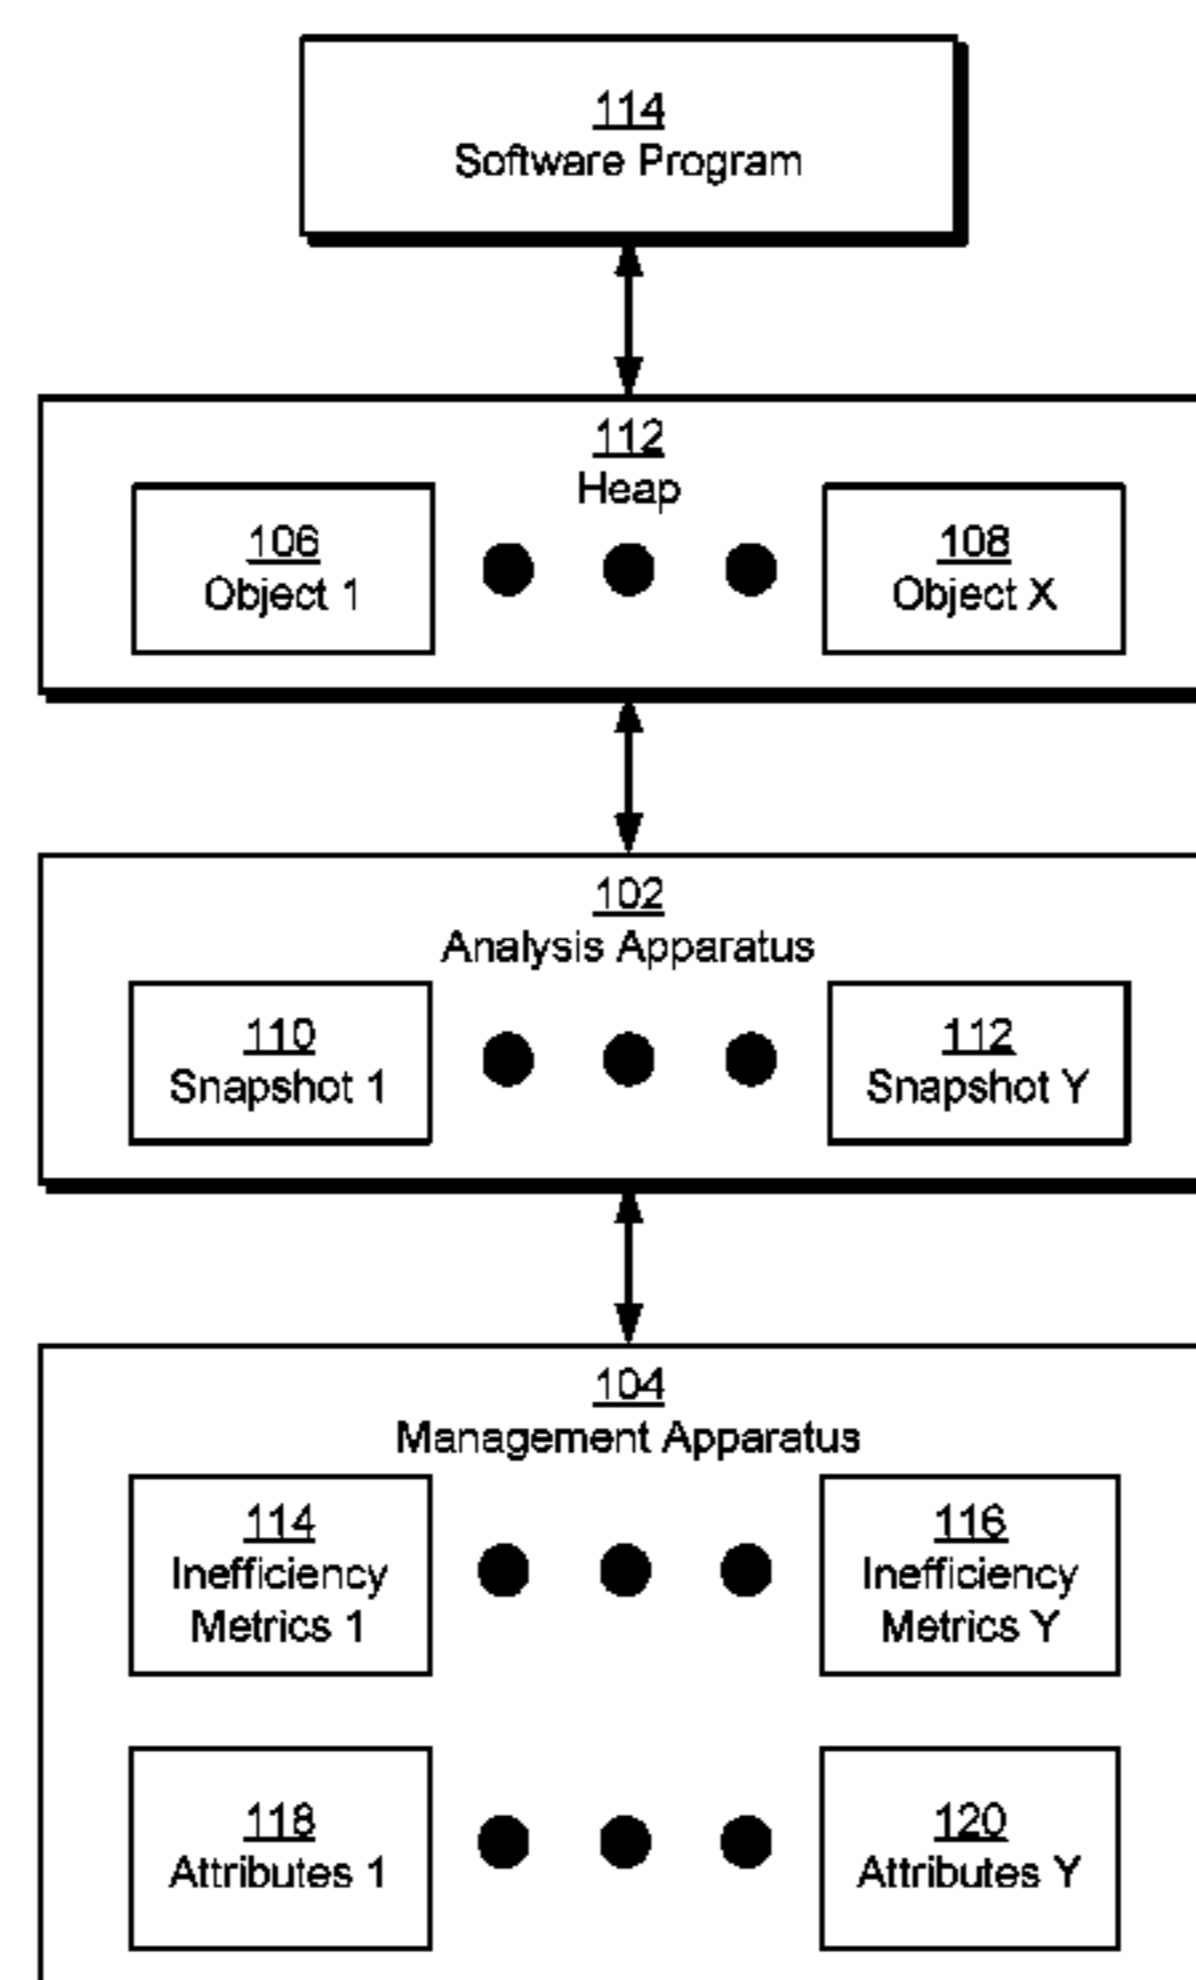 114
Software Program
112
Heap
106
Object 1
108
Object X
102
Analysis Apparatus
110
Snapshot 1
112
Snapshot Y
104
Management Apparatus
114
Inefficiency
Metrics 1
116
Inefficiency
Metrics Y
118
Attributes 1
120
Attributes Y